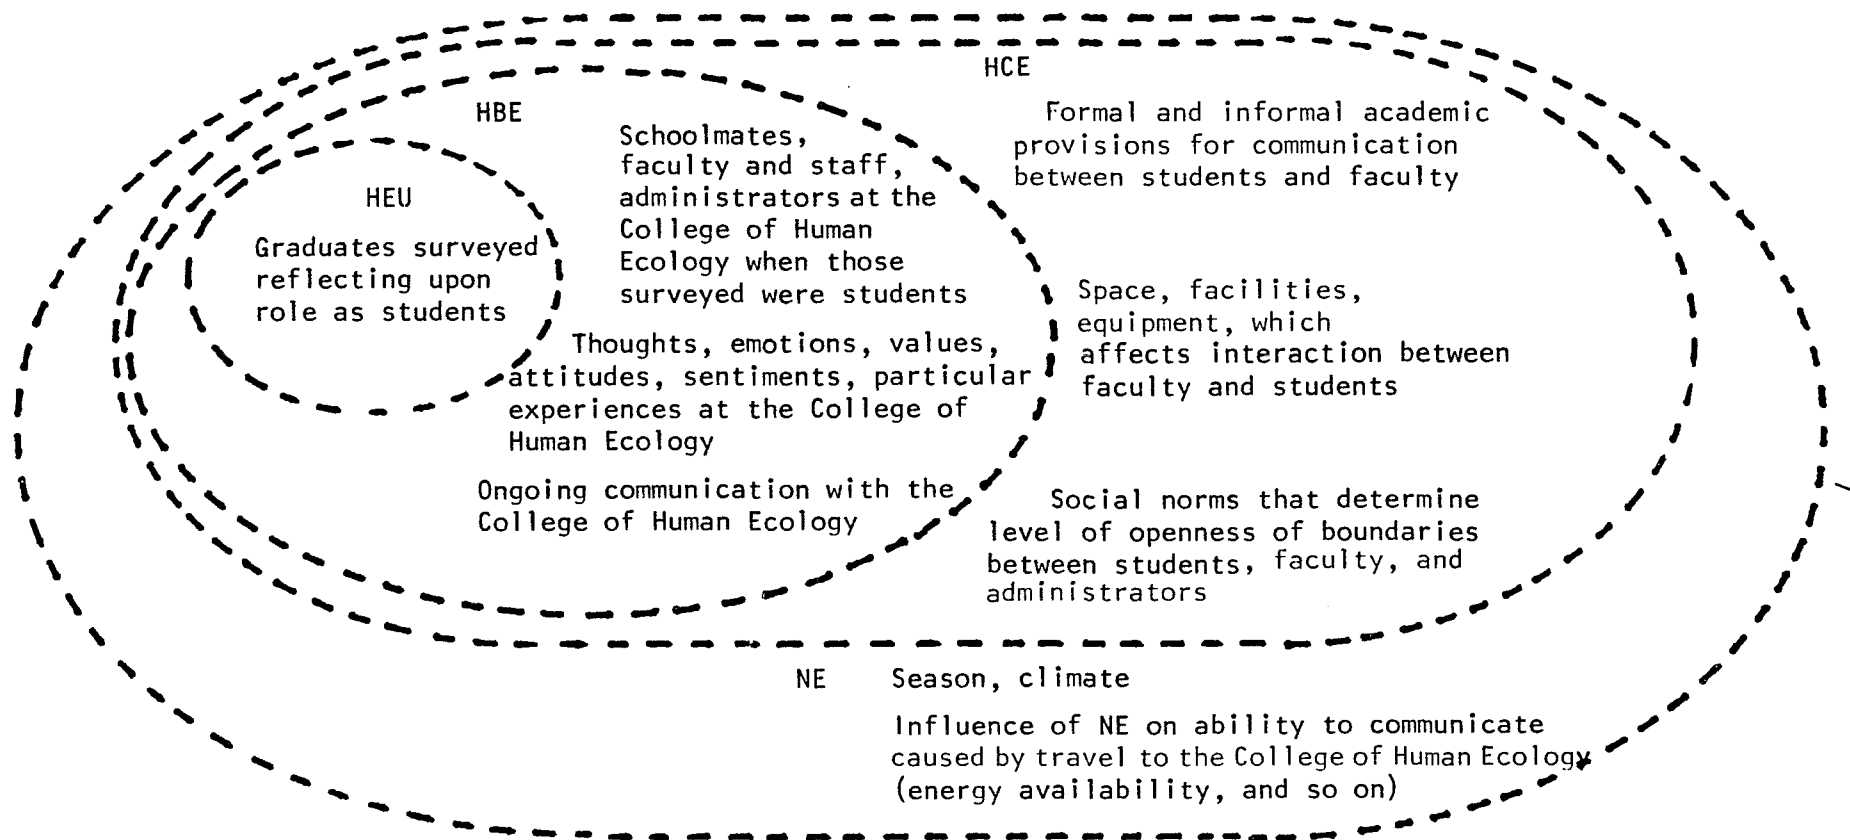 HCE
HBE
Formal and informal academic
provisions for communication
between students and faculty
Schoolmates,
faculty and staff,
administrators at the
College of Human
Ecology when those
surveyed were students
HEU
Graduates surveyed
reflecting upon
role as students
Space, facilities,
equipment, which
affects interaction between
faculty and students
Thoughts, emotions, values,
attitudes, sentiments, particular
experiences at the College of
Human Ecology
Ongoing communication with the
College of Human Ecology
Social norms that determine
level of openness of boundaries
between students, faculty, and
administrators
NE Season, climate
Influence of NE on ability to communicate
caused by travel to the College of Human Ecology
(energy availability, and so on)